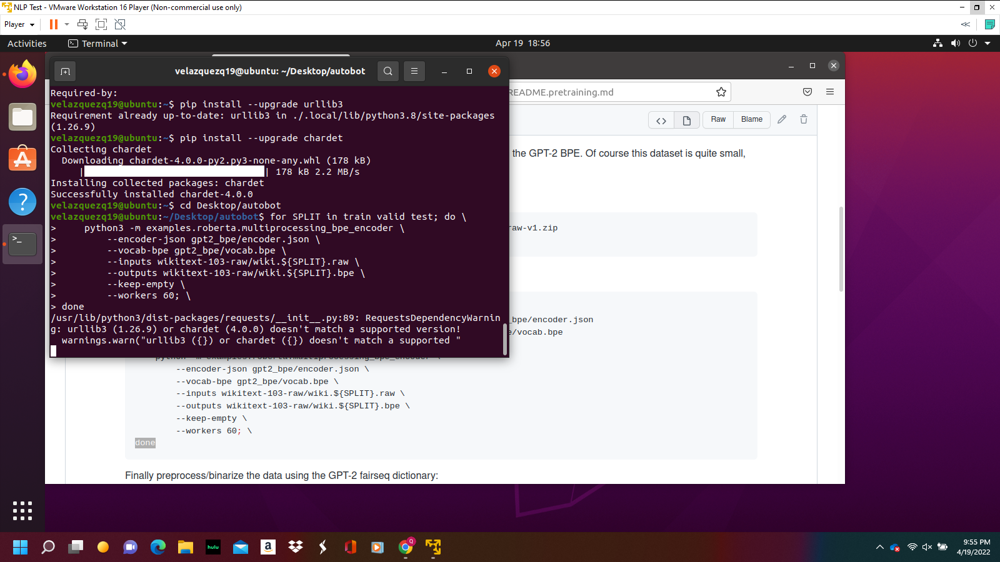 NLP Test - VMware Workstation 16 Player (Non-commercial use only)
Player
Activities
Terminal
Apr 19 18:56
velazquezq19@ubuntu: ~/Desktop/autobot
Required-by:
velazquezq19@ubuntu:~$ pip install --upgrade urllib3
Requirement already up-to-date: urllib3 in ./.local/lib/python3.8/site-packages
(1.26.9)
velazquezq19@ubuntu:~$ pip install --upgrade chardet
Collecting chardet
Downloading chardet-4.0.0-py2.py3-none-any.whl (178 kB)
| | 178 kB 2.2 MB/s
Installing collected packages: chardet
Successfully installed chardet-4.0.0
velazquezq19@ubuntu:~$ cd Desktop/autobot
velazquezq19@ubuntu:~/Desktop/autobot$ for SPLIT in train valid test; do \
> python3 -m examples.roberta.multiprocessing_bpe_encoder \
> --encoder-json gpt2_bpe/encoder.json \
> --vocab-bpe gpt2_bpe/vocab.bpe \
> --inputs wikitext-103-raw/wiki.${SPLIT}.raw \
> --outputs wikitext-103-raw/wiki.${SPLIT}.bpe \
> --keep-empty \
> --workers 60; \
> done
/usr/lib/python3/dist-packages/requests/__init__.py:89: RequestsDependencyWarnin
g: urllib3 (1.26.9) or chardet (4.0.0) doesn't match a supported version!
warnings.warn("urllib3 ({}) or chardet ({}) doesn't match a supported "
README.pretraining.md
Raw
Blame
the GPT-2 BPE. Of course this dataset is quite small,
raw-v1.zip
_bpe/encoder.json
e/vocab.bpe
--encoder-json gpt2_bpe/encoder.json \
--vocab-bpe gpt2_bpe/vocab.bpe \
--inputs wikitext-103-raw/wiki.${SPLIT}.raw \
--outputs wikitext-103-raw/wiki.${SPLIT}.bpe \
--keep-empty \
--workers 60; \
done
Finally preprocess/binarize the data using the GPT-2 fairseq dictionary:
hulu
a
Q
9:55 PM
4/19/2022